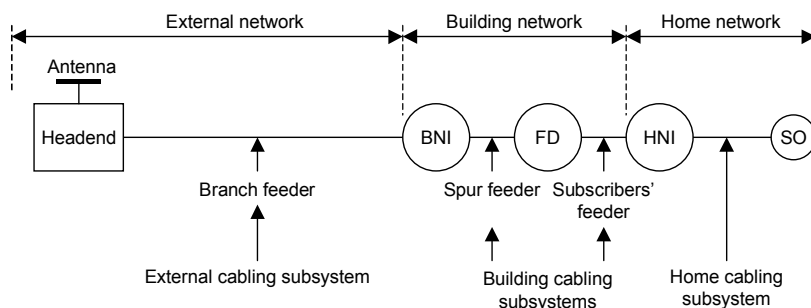 External network
Building network
Home network
Antenna
Headend
BNI
FD
HNI
SO
Branch feeder
Spur feeder
Subscribers’
feeder
External cabling subsystem
Building cabling
subsystems
Home cabling
subsystem